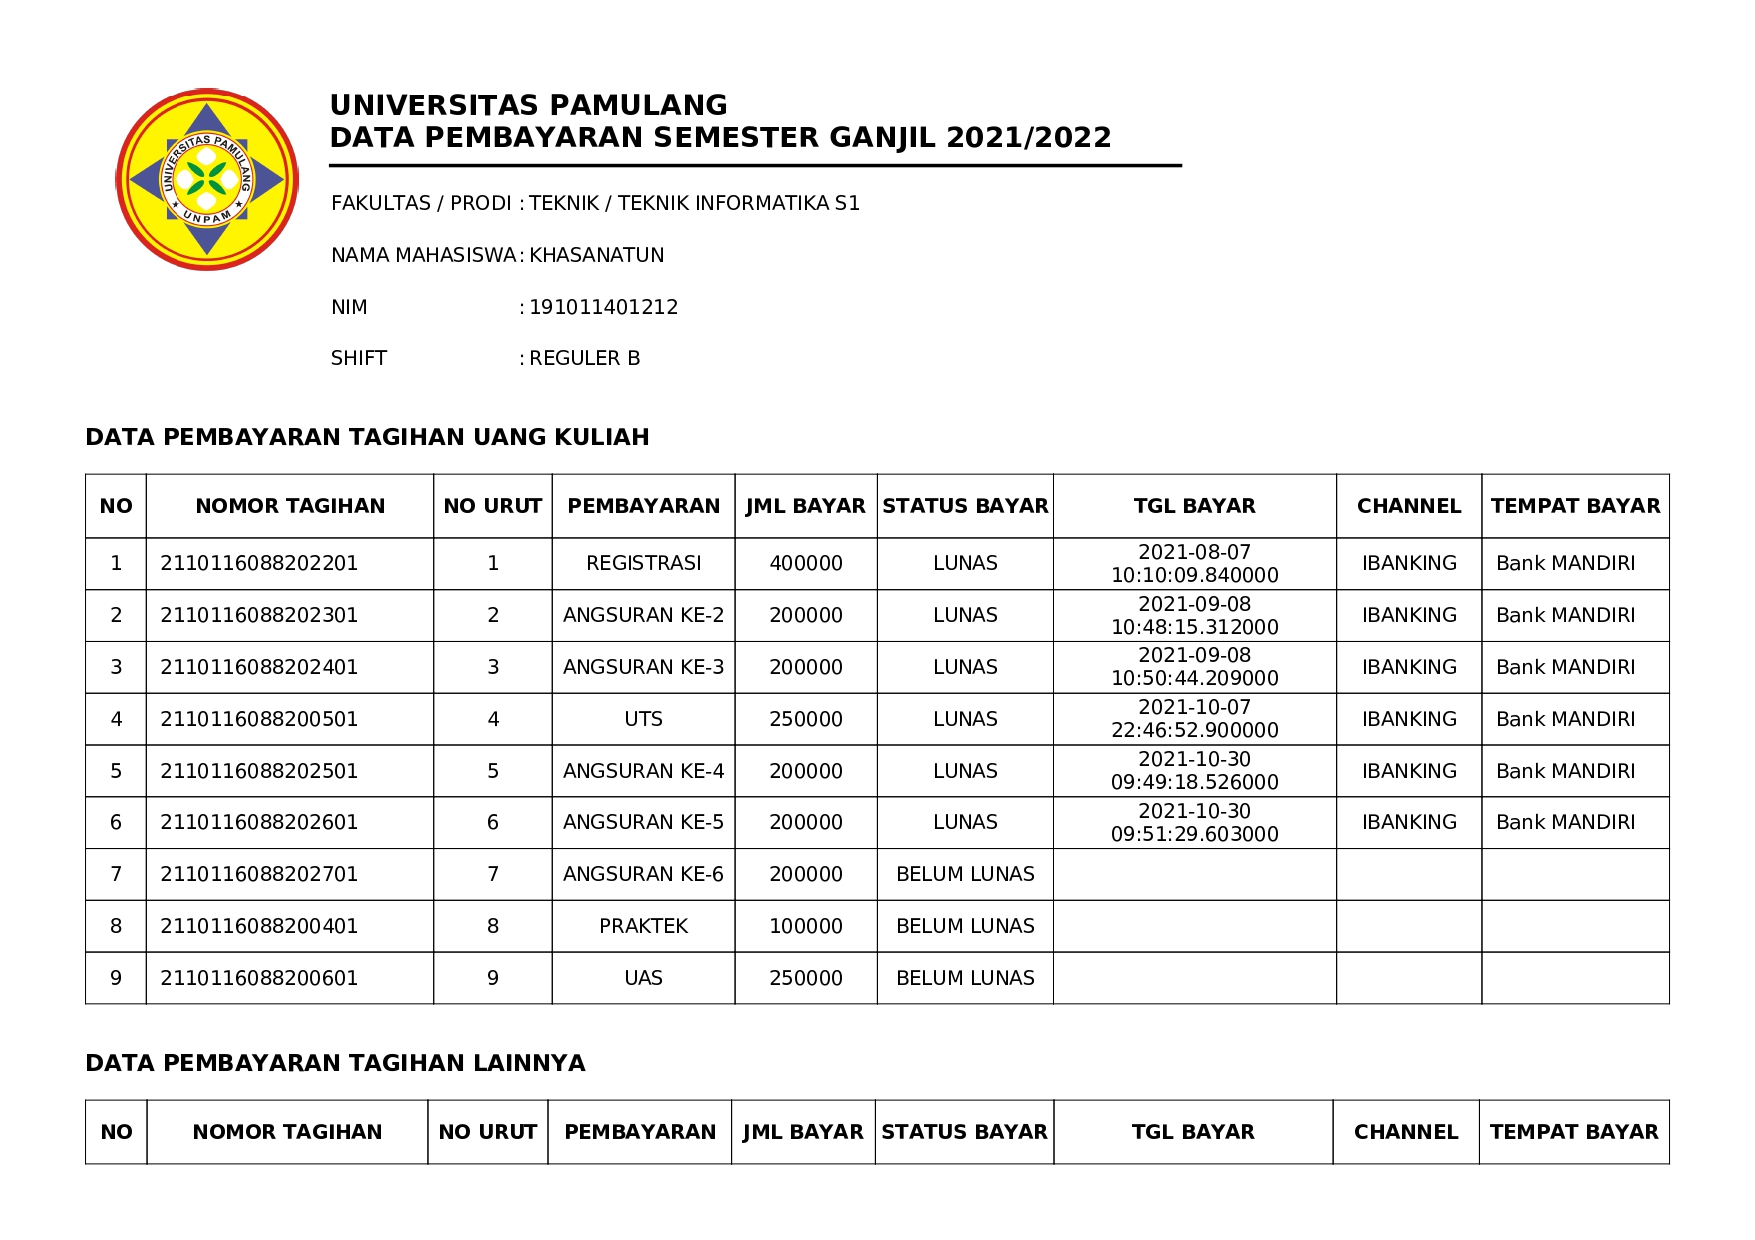 UNIVERSITAS PAMULANG
UNPAM
UNIVERSITAS PAMULANG
DATA PEMBAYARAN SEMESTER GANJIL 2021/2022
FAKULTAS / PRODI : TEKNIK / TEKNIK INFORMATIKA S1
NAMA MAHASISWA : KHASANATUN
NIM : 191011401212
SHIFT : REGULER B
DATA PEMBAYARAN TAGIHAN UANG KULIAH
NO NOMOR TAGIHAN NO URUT PEMBAYARAN JML BAYAR STATUS BAYAR TGL BAYAR CHANNEL TEMPAT BAYAR
1 2110116088202201 1 REGISTRASI 400000 LUNAS 2021-08-07 10:10:09.840000 IBANKING Bank MANDIRI
2 2110116088202301 2 ANGSURAN KE-2 200000 LUNAS 2021-09-08 10:48:15.312000 IBANKING Bank MANDIRI
3 2110116088202401 3 ANGSURAN KE-3 200000 LUNAS 2021-09-08 10:50:44.209000 IBANKING Bank MANDIRI
4 2110116088200501 4 UTS 250000 LUNAS 2021-10-07 22:46:52.900000 IBANKING Bank MANDIRI
5 2110116088202501 5 ANGSURAN KE-4 200000 LUNAS 2021-10-30 09:49:18.526000 IBANKING Bank MANDIRI
6 2110116088202601 6 ANGSURAN KE-5 200000 LUNAS 2021-10-30 09:51:29.603000 IBANKING Bank MANDIRI
7 2110116088202701 7 ANGSURAN KE-6 200000 BELUM LUNAS
8 2110116088200401 8 PRAKTEK 100000 BELUM LUNAS
9 2110116088200601 9 UAS 250000 BELUM LUNAS
DATA PEMBAYARAN TAGIHAN LAINNYA
NO NOMOR TAGIHAN NO URUT PEMBAYARAN JML BAYAR STATUS BAYAR TGL BAYAR CHANNEL TEMPAT BAYAR